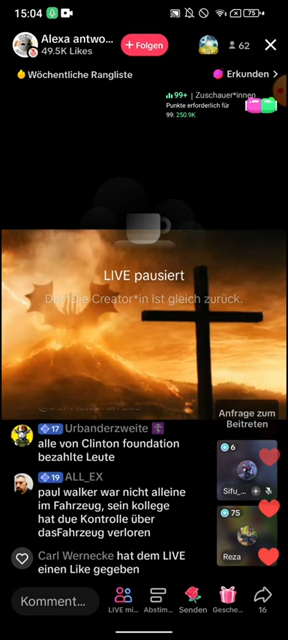 15:04
75
Alexa antwo...
49.5K Likes
+ Folgen
62
Wöchentliche Rangliste
Erkunden >
99+ | Zuschauer*innen
Punkte erforderlich für
99: 250.9K
LIVE pausiert
Der/Die Creator*in ist gleich zurück.
17 Urbanderzweite
alle von Clinton foundation
bezahlte Leute
19 ALL_EX
paul walker war nicht alleine
im Fahrzeug, sein kollege
hat due Kontrolle über
dasFahrzeug verloren
Carl Wernecke hat dem LIVE
einen Like gegeben
Anfrage zum
Beitreten
6
Sifu_...
75
Reza
Komment...
LIVE mi...
Abstim...
Senden
Gesche...
16